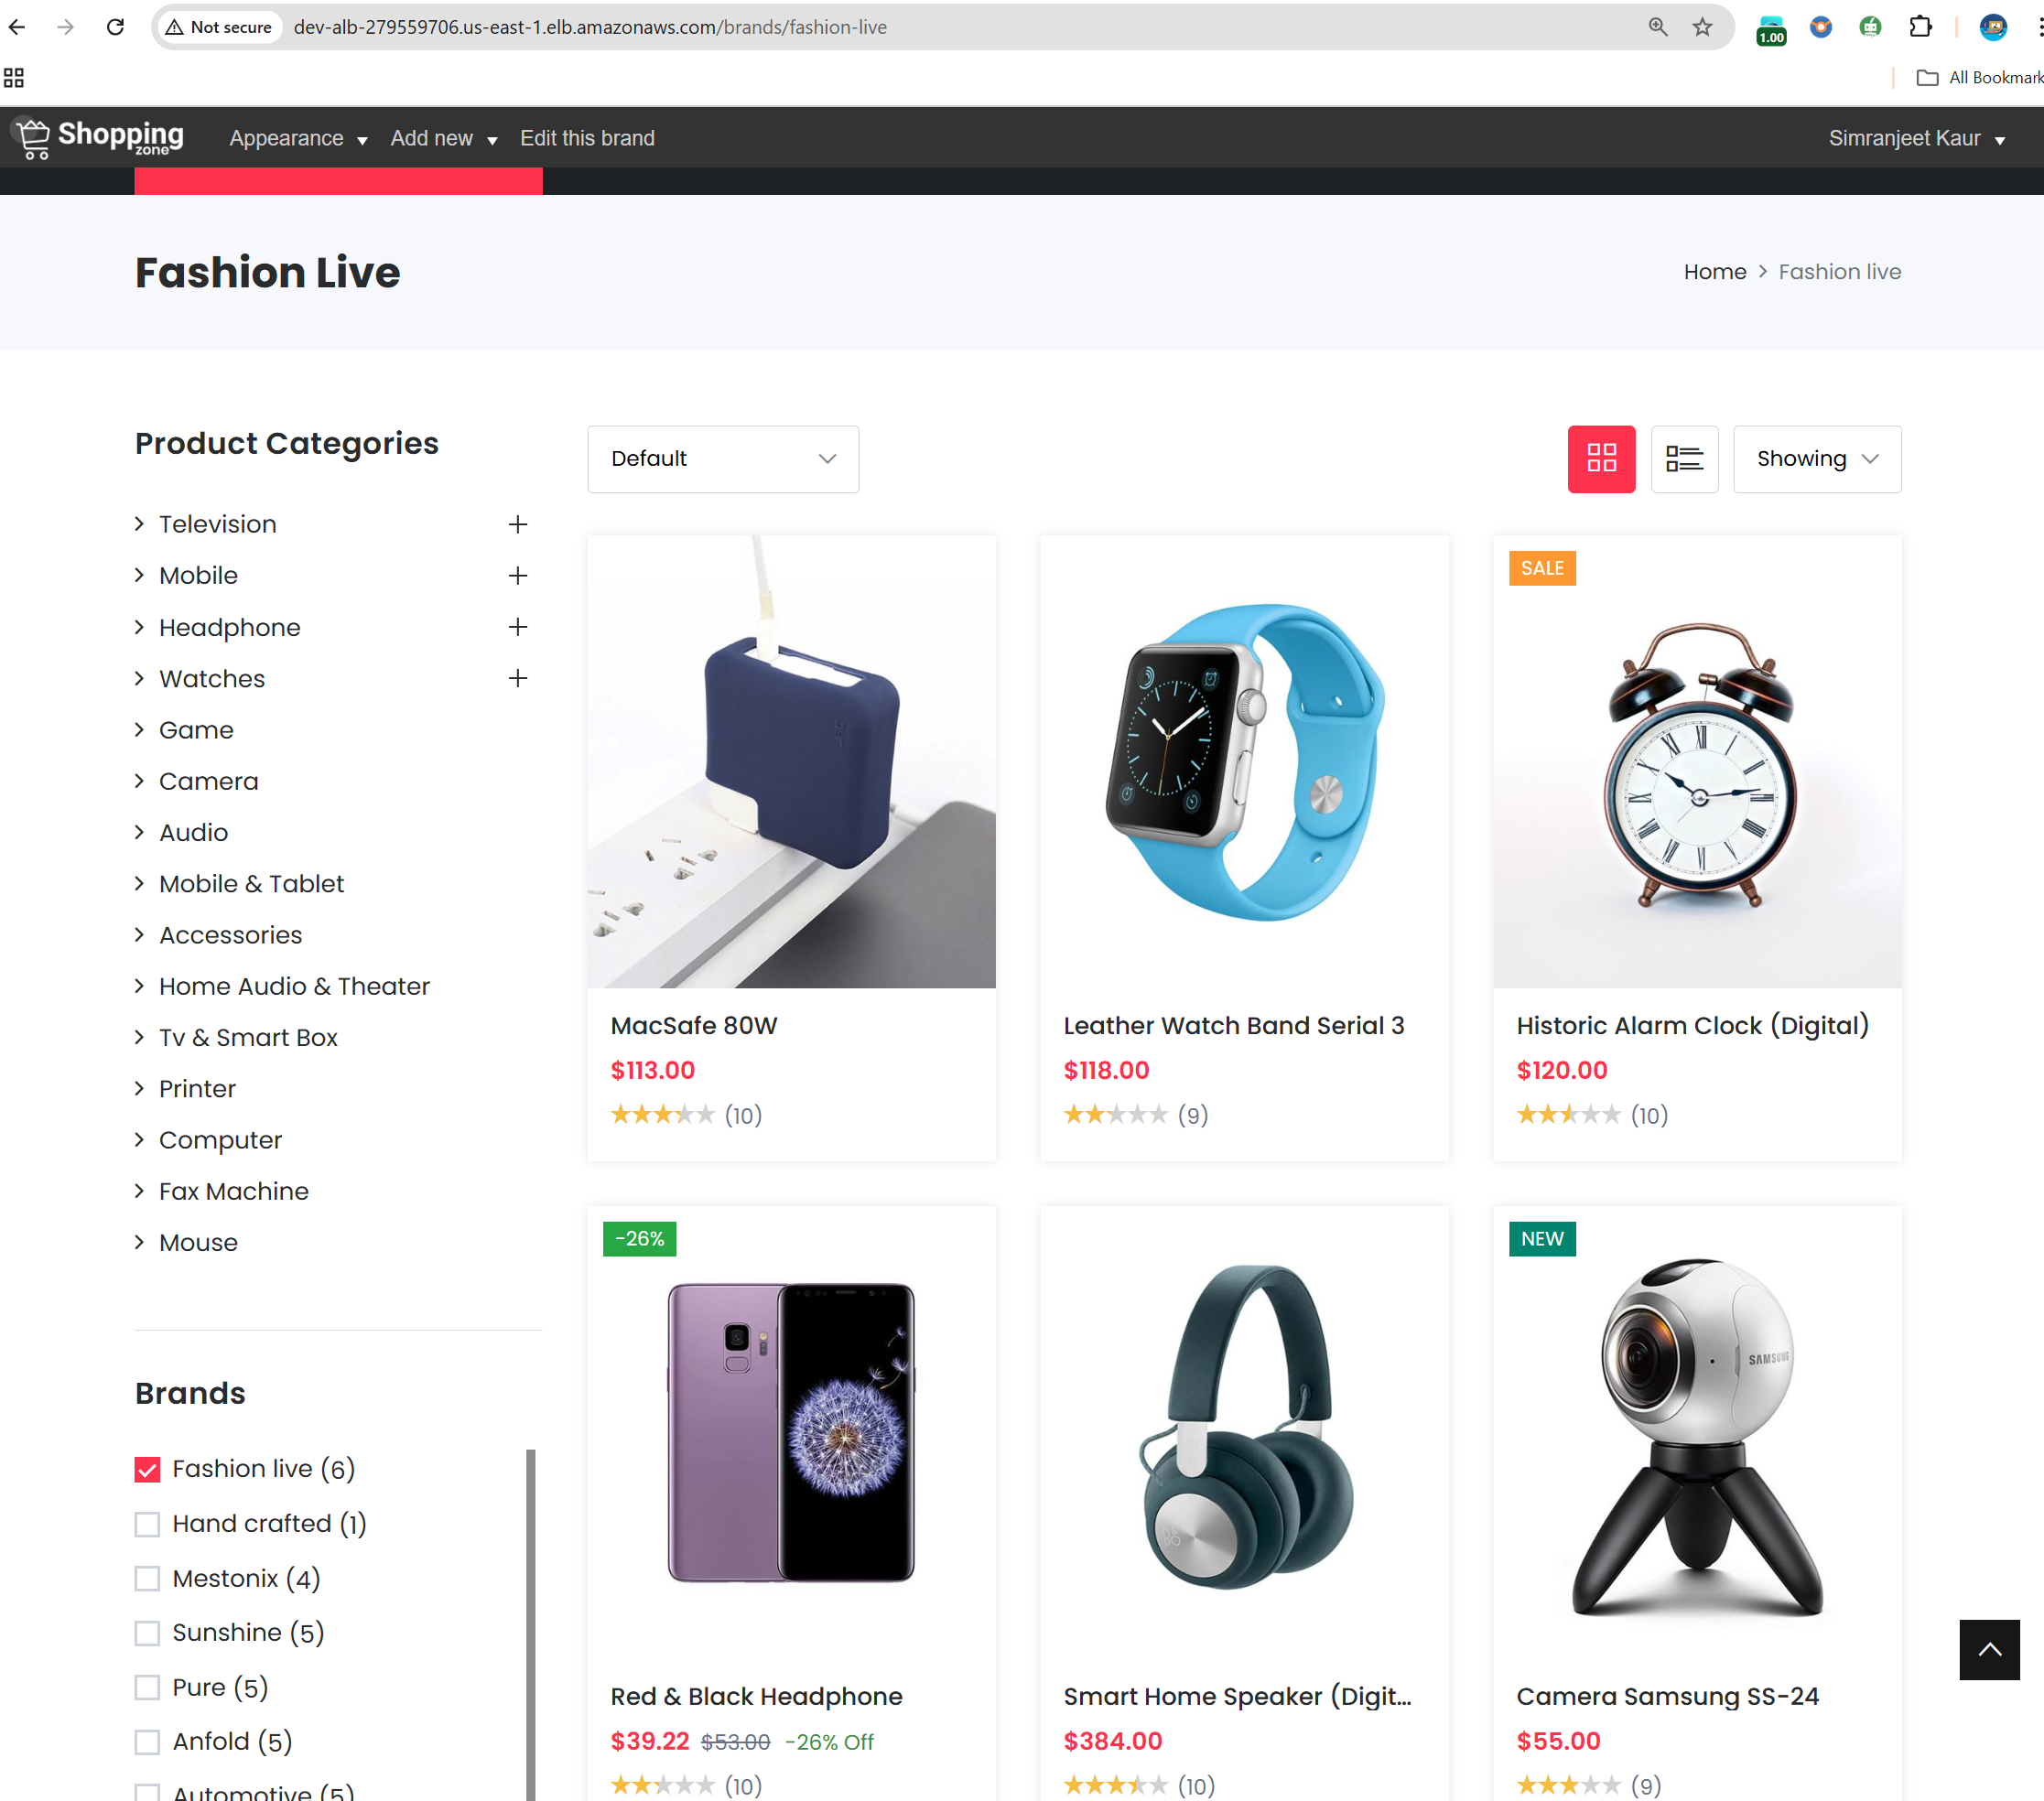 Not secure dev-alb-279559706.us-east-1.elb.amazonaws.com/brands/fashion-live
1.00
All Bookmark
Shopping zone Appearance Add new Edit this brand Simranjeet Kaur
Fashion Live
Home > Fashion live
Product Categories
Default
Showing
Television
Mobile
Headphone
Watches
Game
Camera
Audio
Mobile & Tablet
Accessories
Home Audio & Theater
Tv & Smart Box
Printer
Computer
Fax Machine
Mouse
Brands
Fashion live (6)
Hand crafted (1)
Mestonix (4)
Sunshine (5)
Pure (5)
Anfold (5)
Automotive (5)
MacSafe 80W
$113.00
(10)
Leather Watch Band Serial 3
$118.00
(9)
SALE
Historic Alarm Clock (Digital)
$120.00
(10)
-26%
Red & Black Headphone
$39.22 $53.00 -26% Off
(10)
Smart Home Speaker (Digit...
$384.00
(10)
NEW
SAMSUNG
Camera Samsung SS-24
$55.00
(9)